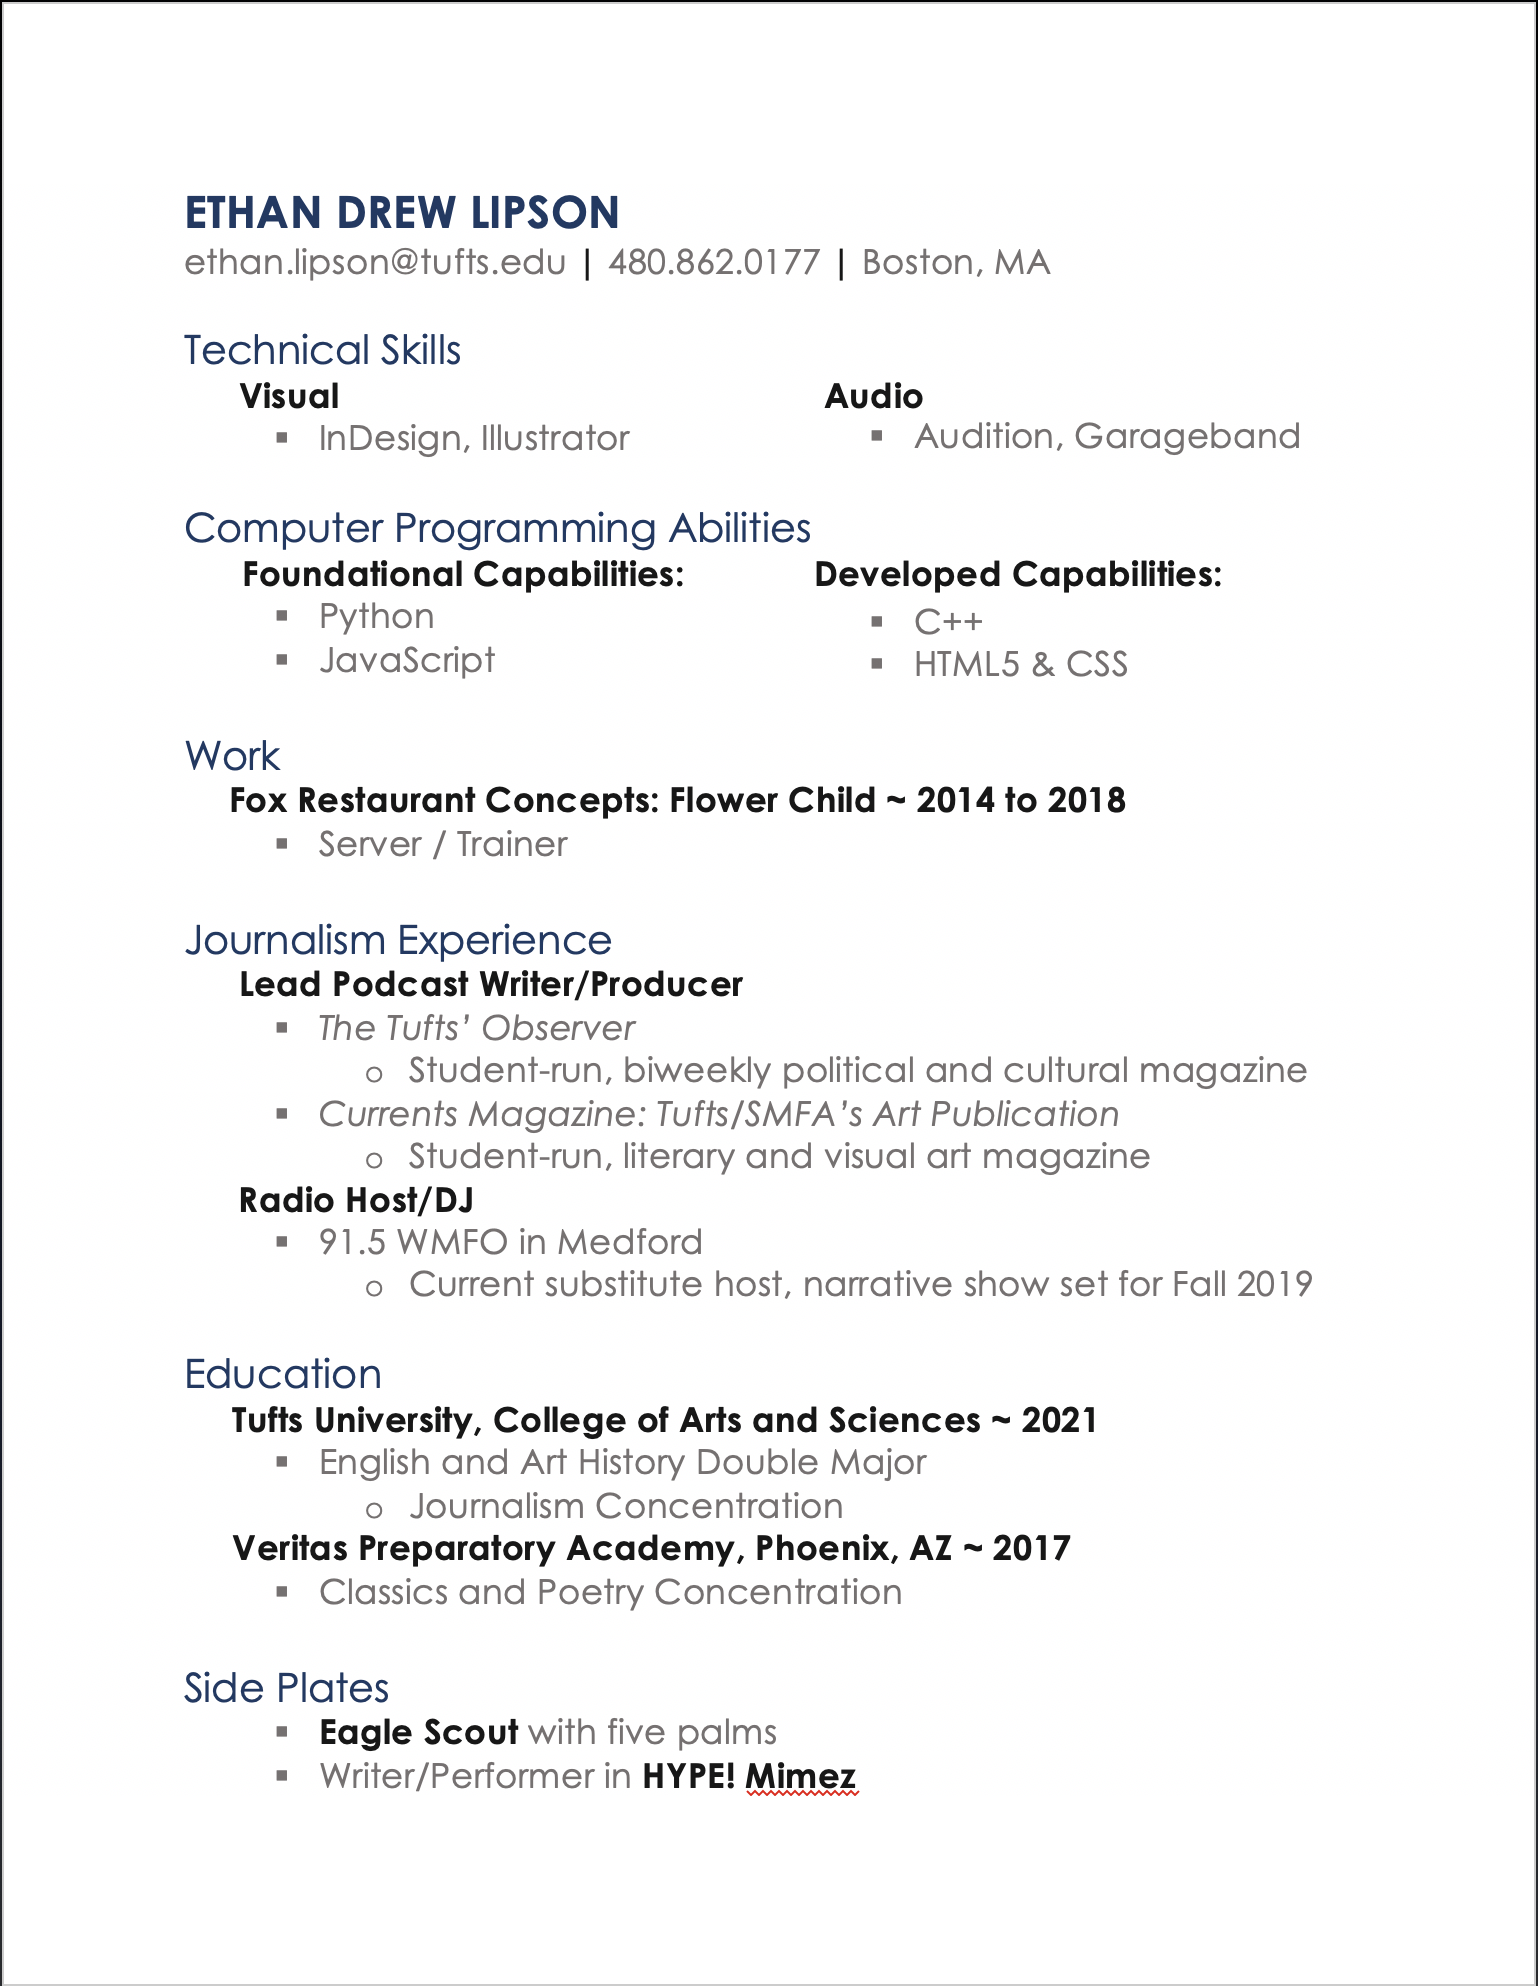 ETHAN DREW LIPSON
ethan.lipson@tufts.edu | 480.862.0177 | Boston, MA
Technical Skills
Visual
▪ InDesign, Illustrator
Audio
▪ Audition, Garageband
Computer Programming Abilities
Foundational Capabilities:
▪ Python
▪ JavaScript
Developed Capabilities:
▪ C++
▪ HTML5 & CSS
Work
Fox Restaurant Concepts: Flower Child ~ 2014 to 2018
▪ Server / Trainer
Journalism Experience
Lead Podcast Writer/Producer
▪ The Tufts’ Observer
o Student-run, biweekly political and cultural magazine
▪ Currents Magazine: Tufts/SMFA’s Art Publication
o Student-run, literary and visual art magazine
Radio Host/DJ
▪ 91.5 WMFO in Medford
o Current substitute host, narrative show set for Fall 2019
Education
Tufts University, College of Arts and Sciences ~ 2021
▪ English and Art History Double Major
o Journalism Concentration
Veritas Preparatory Academy, Phoenix, AZ ~ 2017
▪ Classics and Poetry Concentration
Side Plates
▪ Eagle Scout with five palms
▪ Writer/Performer in HYPE! Mimez